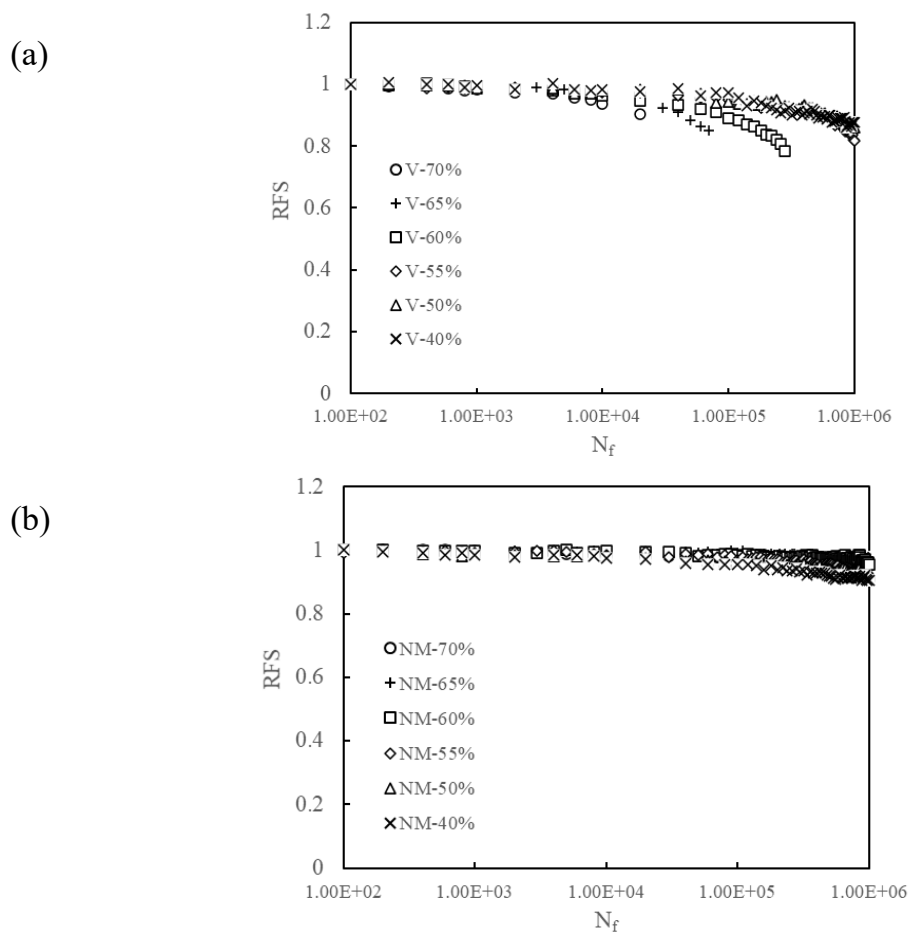 (a)
1.2
1
0.8
0.6
0.4
0.2
0
RFS
V-70%
V-65%
V-60%
V-55%
V-50%
V-40%
1.00E+02 1.00E+03 1.00E+04 1.00E+05 1.00E+06
Nf
(b)
1.2
1
0.8
0.6
0.4
0.2
0
RFS
NM-70%
NM-65%
NM-60%
NM-55%
NM-50%
NM-40%
1.00E+02 1.00E+03 1.00E+04 1.00E+05 1.00E+06
Nf